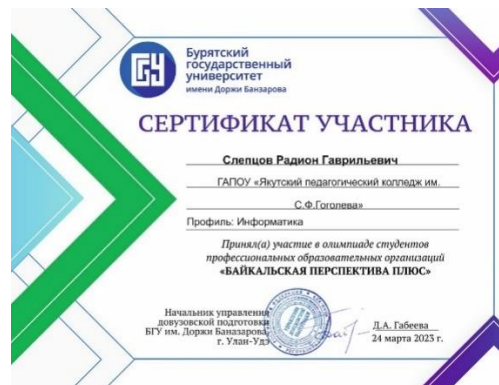 БГУ
Бурятский
государственный
университет
имени Доржи Банзарова
СЕРТИФИКАТ УЧАСТНИКА
Слепцов Радион Гаврильевич
ГАПОУ «Якутский педагогический колледж им.
С.Ф.Гоголева»
Профиль: Информатика
Принял(а) участие в олимпиаде студентов
профессиональных образовательных организаций
«БАЙКАЛЬСКАЯ ПЕРСПЕКТИВА ПЛЮС»
Начальник управления
довузовской подготовки
БГУ им. Доржи Баназарова,
г. Улан-Удэ
Д.А. Габеева
24 марта 2023 г.